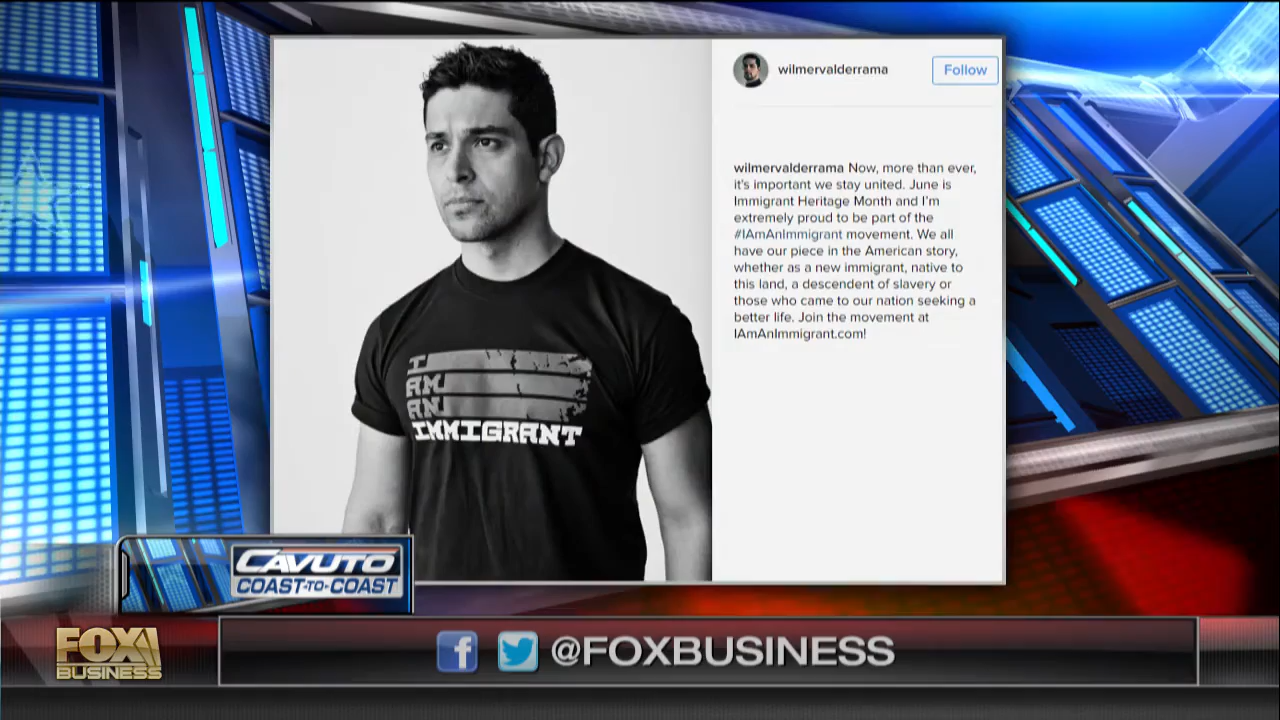 wilmervalderrama
Follow
wilmervalderrama Now, more than ever,
it's important we stay united. June is
Immigrant Heritage Month and I'm
extremely proud to be part of the
#IAmAnImmigrant movement. We all
have our piece in the American story,
whether as a new immigrant, native to
this land, a descendent of slavery or
those who came to our nation seeking a
better life. Join the movement at
IAmAnImmigrant.com!
I
AM
AN
IMMIGRANT
CAVUTO
COAST-TO-COAST
FOX
BUSINESS
f
@FOXBUSINESS